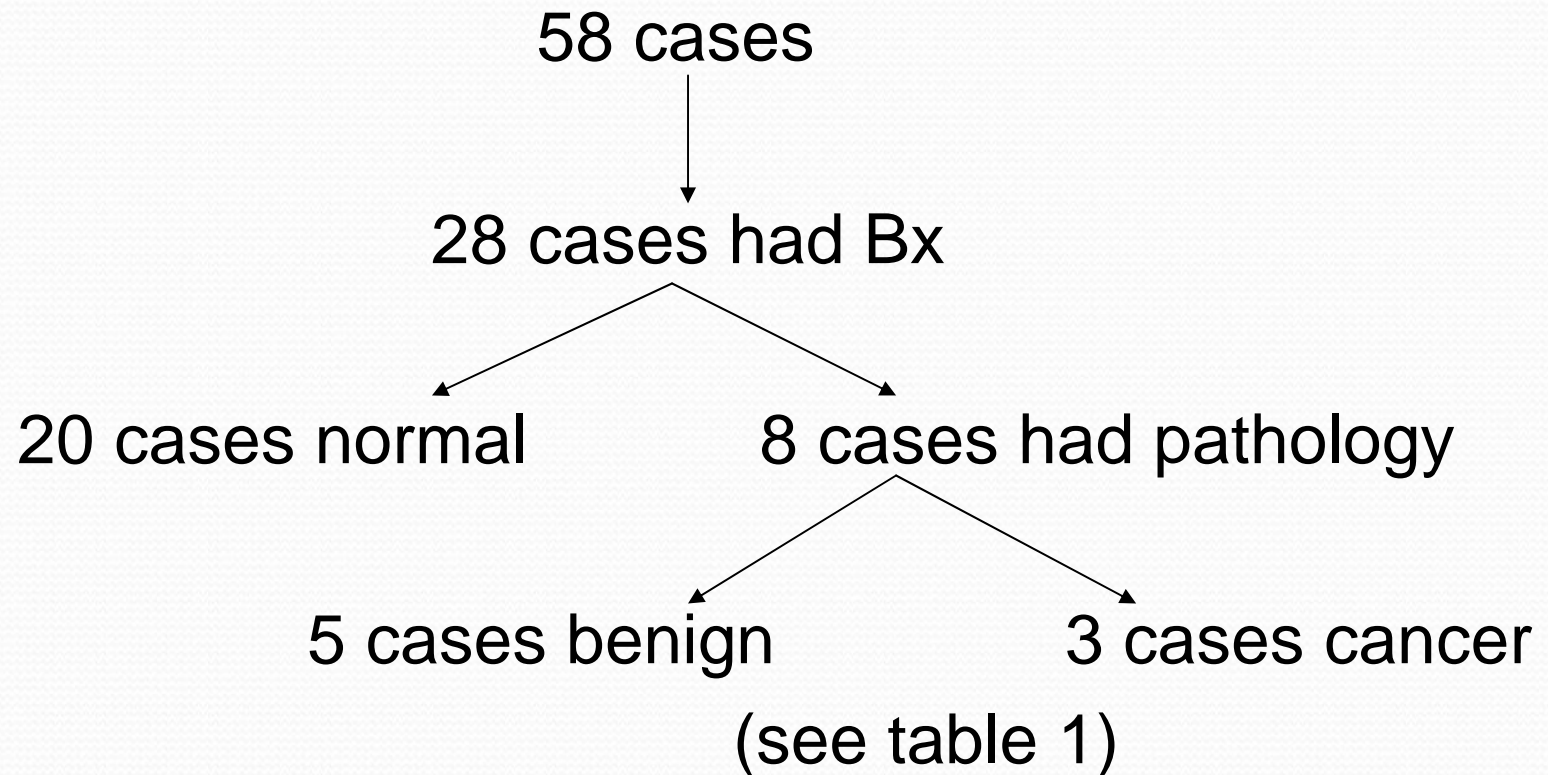 58 cases
28 cases had Bx
20 cases normal
8 cases had pathology
5 cases benign
3 cases cancer
(see table 1)